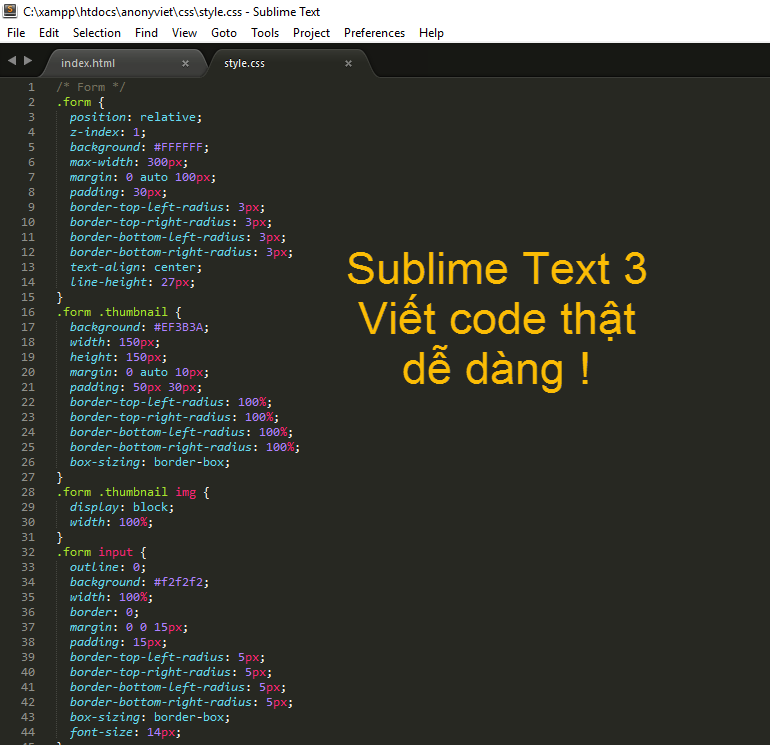 C:\xampp\htdocs\anonyviet\css\style.css - Sublime Text
File Edit Selection Find View Goto Tools Project Preferences Help
index.html × style.css ×
1 /* Form */
2 .form {
3 position: relative;
4 z-index: 1;
5 background: #FFFFFF;
6 max-width: 300px;
7 margin: 0 auto 100px;
8 padding: 30px;
9 border-top-left-radius: 3px;
10 border-top-right-radius: 3px;
11 border-bottom-left-radius: 3px;
12 border-bottom-right-radius: 3px;
13 text-align: center;
14 line-height: 27px;
15 }
16 .form .thumbnail {
17 background: #EF3B3A;
18 width: 150px;
19 height: 150px;
20 margin: 0 auto 10px;
21 padding: 50px 30px;
22 border-top-left-radius: 100%;
23 border-top-right-radius: 100%;
24 border-bottom-left-radius: 100%;
25 border-bottom-right-radius: 100%;
26 box-sizing: border-box;
27 }
28 .form .thumbnail img {
29 display: block;
30 width: 100%;
31 }
32 .form input {
33 outline: 0;
34 background: #f2f2f2;
35 width: 100%;
36 border: 0;
37 margin: 0 0 15px;
38 padding: 15px;
39 border-top-left-radius: 5px;
40 border-top-right-radius: 5px;
41 border-bottom-left-radius: 5px;
42 border-bottom-right-radius: 5px;
43 box-sizing: border-box;
44 font-size: 14px;
Sublime Text 3
Viết code thật
dễ dàng !